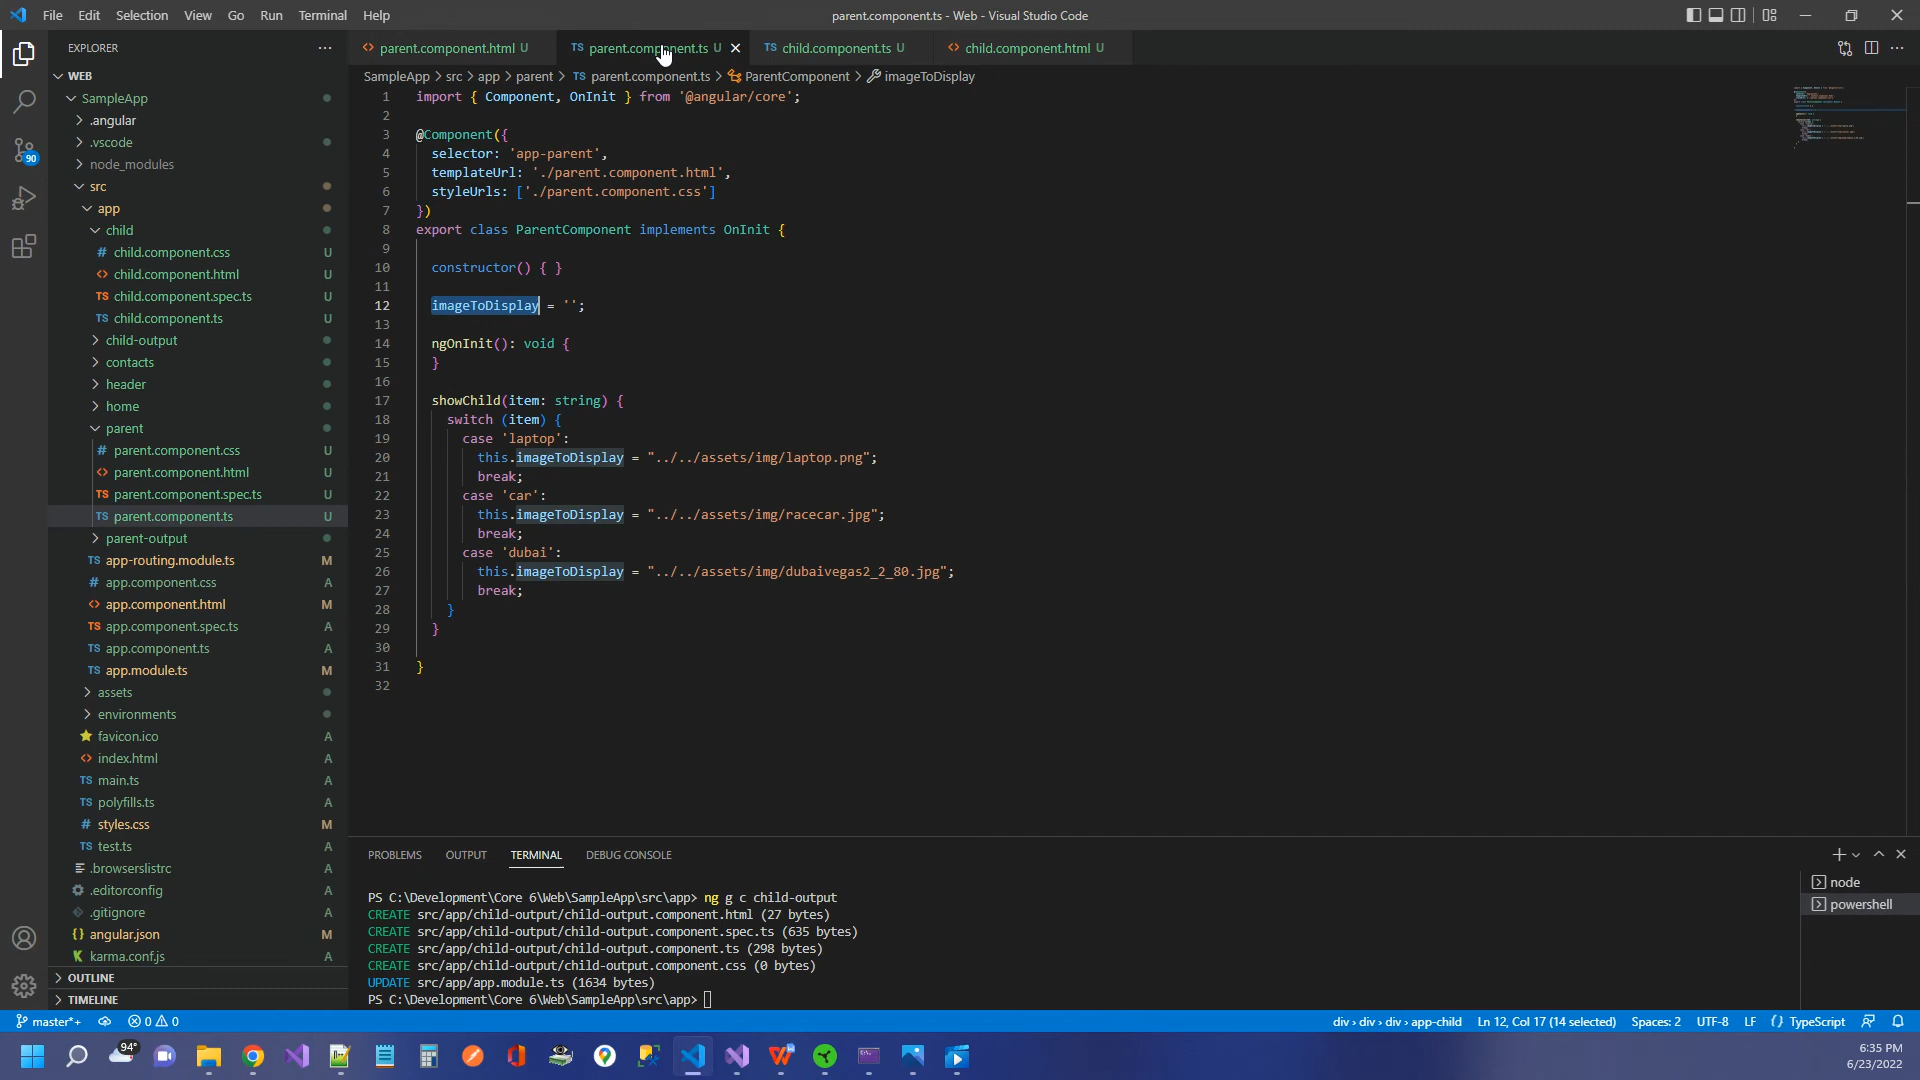 File Edit Selection View Go Run Terminal Help parent.component.ts - Web - Visual Studio Code
EXPLORER ···
parent.component.html U TS parent.component.ts U TS child.component.ts U child.component.html U
SampleApp > src > app > parent > TS parent.component.ts > ParentComponent > imageToDisplay
WEB
SampleApp
.angular
.vscode
node_modules
src
app
child
# child.component.css U
child.component.html U
TS child.component.spec.ts U
TS child.component.ts U
child-output
contacts
header
home
parent
# parent.component.css U
parent.component.html U
TS parent.component.spec.ts U
TS parent.component.ts U
parent-output
TS app-routing.module.ts M
# app.component.css A
app.component.html M
TS app.component.spec.ts A
TS app.component.ts A
TS app.module.ts M
assets
environments
favicon.ico A
index.html A
TS main.ts A
TS polyfills.ts A
# styles.css M
TS test.ts A
.browserslistrc A
.editorconfig A
.gitignore A
{} angular.json M
karma.conf.js A
OUTLINE
TIMELINE
90
1 import { Component, OnInit } from '@angular/core';
2
3 @Component({
4 selector: 'app-parent',
5 templateUrl: './parent.component.html',
6 styleUrls: ['./parent.component.css']
7 })
8 export class ParentComponent implements OnInit {
9
10 constructor() { }
11
12 imageToDisplay = '';
13
14 ngOnInit(): void {
15 }
16
17 showChild(item: string) {
18 switch (item) {
19 case 'laptop':
20 this.imageToDisplay = "../../assets/img/laptop.png";
21 break;
22 case 'car':
23 this.imageToDisplay = "../../assets/img/racecar.jpg";
24 break;
25 case 'dubai':
26 this.imageToDisplay = "../../assets/img/dubaivegas2_2_80.jpg";
27 break;
28 }
29 }
30
31 }
32
PROBLEMS OUTPUT TERMINAL DEBUG CONSOLE
PS C:\Development\Core 6\Web\SampleApp\src\app> ng g c child-output
CREATE src/app/child-output/child-output.component.html (27 bytes)
CREATE src/app/child-output/child-output.component.spec.ts (635 bytes)
CREATE src/app/child-output/child-output.component.ts (298 bytes)
CREATE src/app/child-output/child-output.component.css (0 bytes)
UPDATE src/app/app.module.ts (1634 bytes)
PS C:\Development\Core 6\Web\SampleApp\src\app>
node
powershell
master*+ 0 0 div › div › div › app-child Ln 12, Col 17 (14 selected) Spaces: 2 UTF-8 LF {} TypeScript
94°
6:35 PM
6/23/2022